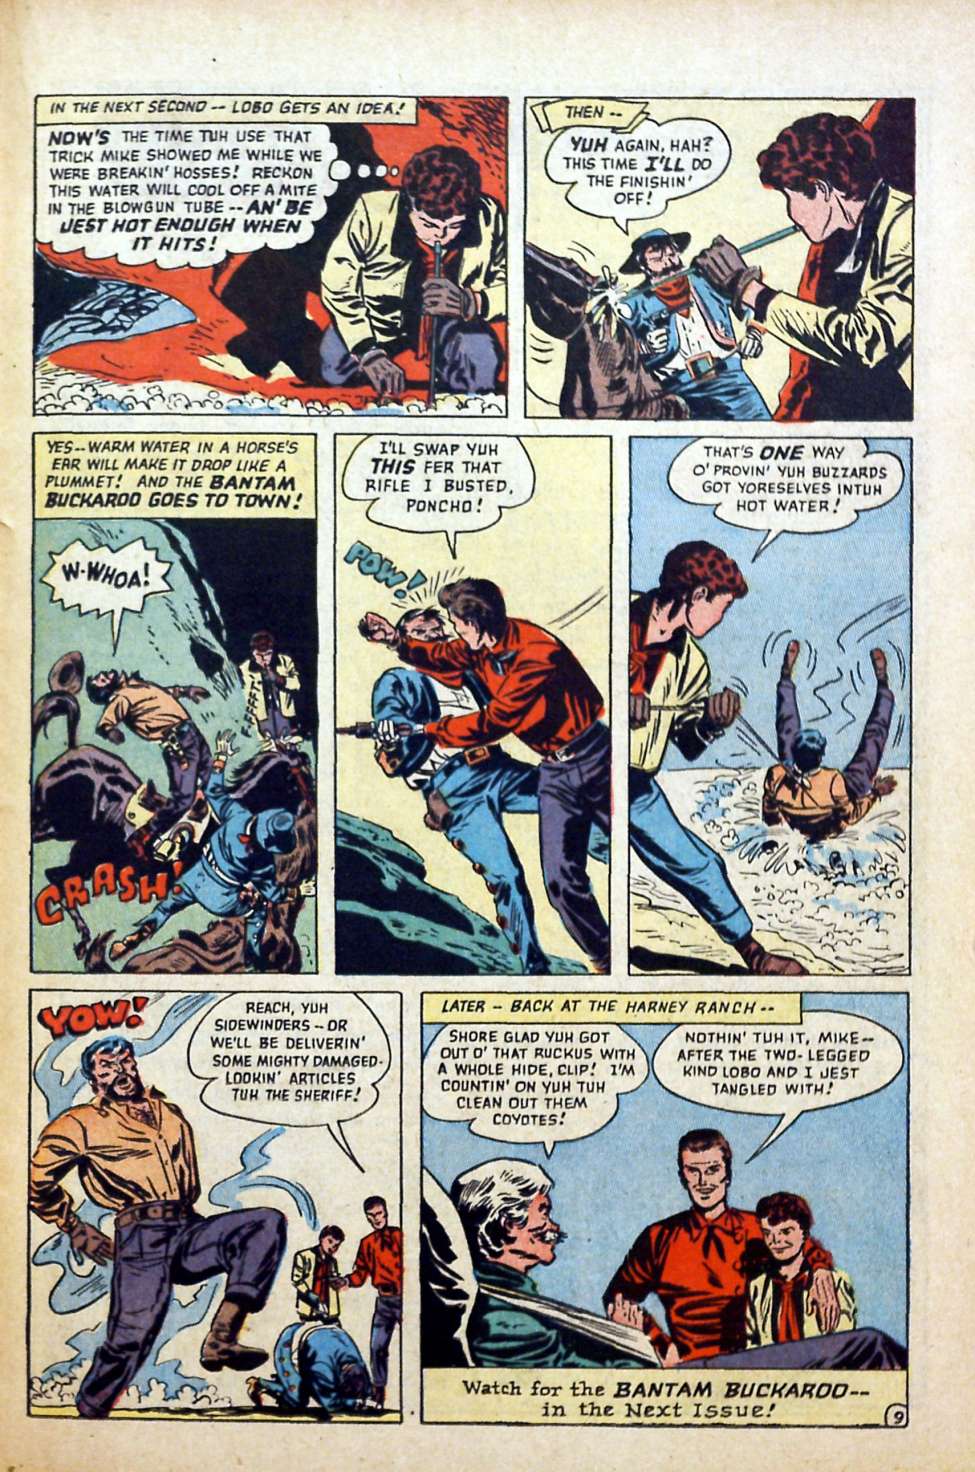 IN THE NEXT SECOND -- LOBO GETS AN IDEA!
NOW'S THE TIME TUH USE THAT
TRICK MIKE SHOWED ME WHILE WE
WERE BREAKIN' HOSSES! RECKON
THIS WATER WILL COOL OFF A MITE
IN THE BLOWGUN TUBE -- AN' BE
JEST HOT ENOUGH WHEN
IT HITS!
THEN --
YUH AGAIN, HAH?
THIS TIME I'LL DO
THE FINISHIN'
OFF!
YES -- WARM WATER IN A HORSE'S
EAR WILL MAKE IT DROP LIKE A
PLUMMET! AND THE BANTAM
BUCKAROO GOES TO TOWN!
W-WHOA!
CRASH!
I'LL SWAP YUH
THIS FER THAT
RIFLE I BUSTED,
PONCHO!
POW!
THAT'S ONE WAY
O' PROVIN' YUH BUZZARDS
GOT YORESELVES INTUH
HOT WATER!
YOW!
REACH, YUH
SIDEWINDERS -- OR
WE'LL BE DELIVERIN'
SOME MIGHTY DAMAGED-
LOOKIN' ARTICLES
TUH THE SHERIFF!
LATER - BACK AT THE HARNEY RANCH --
SHORE GLAD YUH GOT
OUT O' THAT RUCKUS WITH
A WHOLE HIDE, CLIP! I'M
COUNTIN' ON YUH TUH
CLEAN OUT THEM
COYOTES!
NOTHIN' TUH IT, MIKE --
AFTER THE TWO-LEGGED
KIND LOBO AND I JEST
TANGLED WITH!
Watch for the BANTAM BUCKAROO --
in the Next Issue!
9